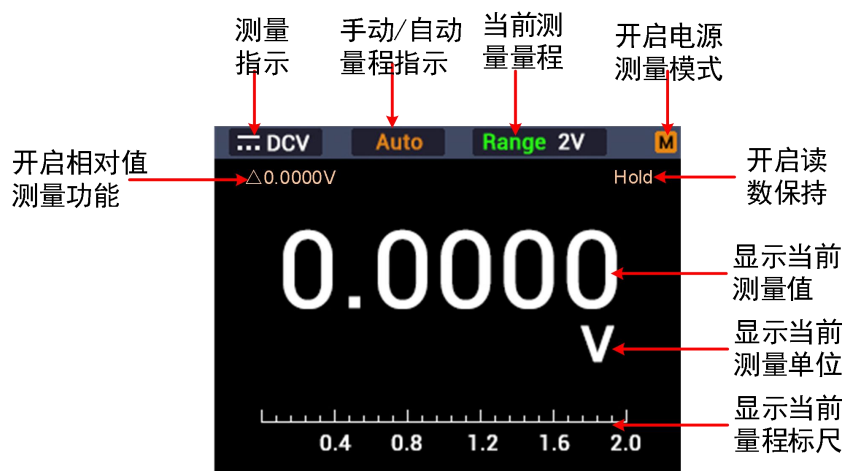 测量
指示
手动/自动
量程指示
当前测
量量程
开启电源
测量模式
DCV
Auto
Range 2V
M
开启相对值
测量功能
△0.0000V
Hold
开启读
数保持
0.0000
显示当前
测量值
V
显示当前
测量单位
显示当前
量程标尺
0.4 0.8 1.2 1.6 2.0